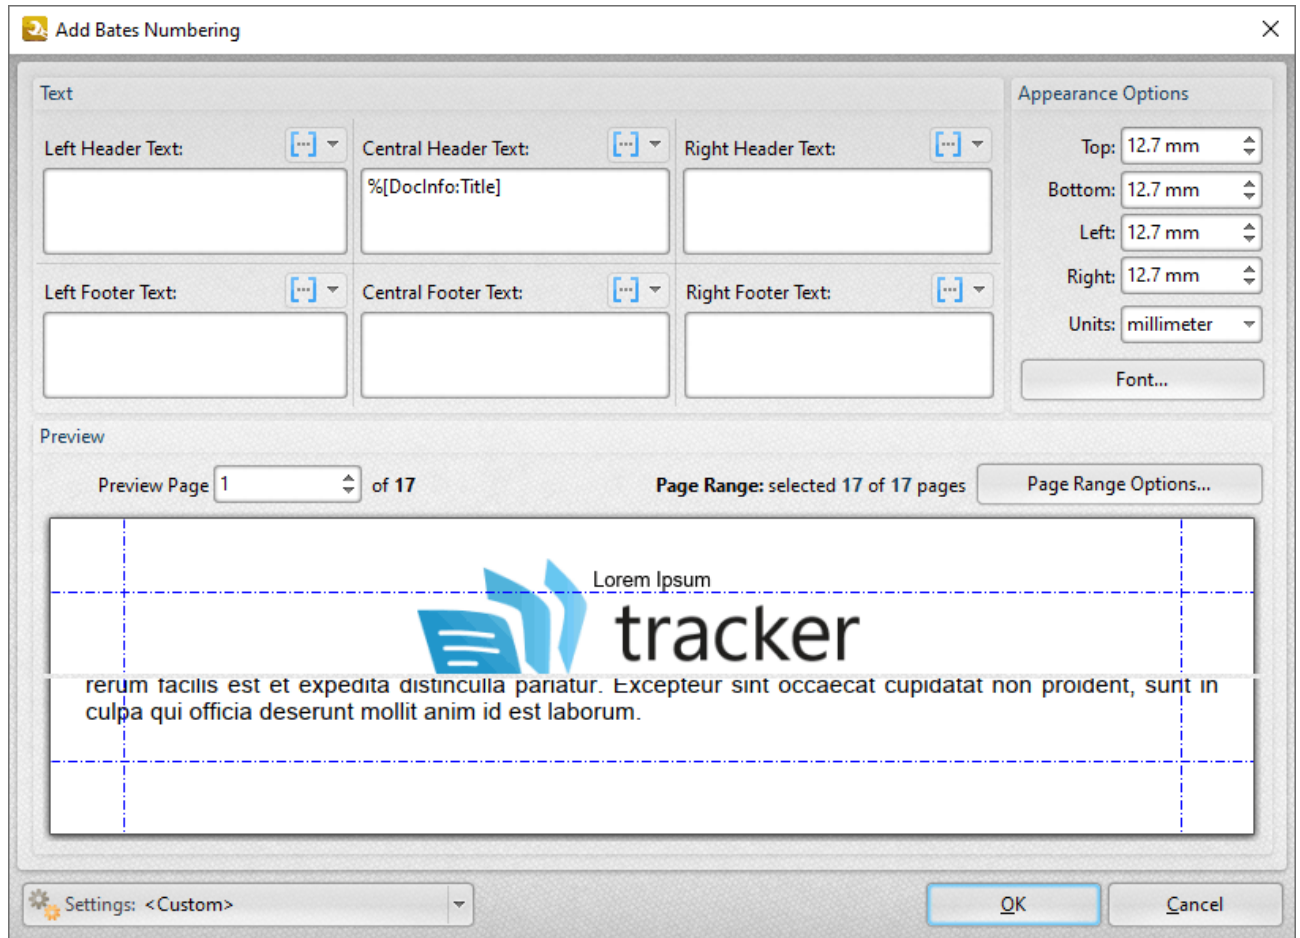 Add Bates Numbering
Text
Appearance Options
Left Header Text:
Central Header Text:
Right Header Text:
Top: 12.7 mm
%[DocInfo:Title]
Bottom: 12.7 mm
Left: 12.7 mm
Right: 12.7 mm
Left Footer Text:
Central Footer Text:
Right Footer Text:
Units: millimeter
Font...
Preview
Preview Page 1 of 17
Page Range: selected 17 of 17 pages
Page Range Options...
Lorem Ipsum
tracker
rerum facilis est et expedita distinculla pariatur. Excepteur sint occaecat cupidatat non proident, sunt in
culpa qui officia deserunt mollit anim id est laborum.
Settings: <Custom>
OK
Cancel